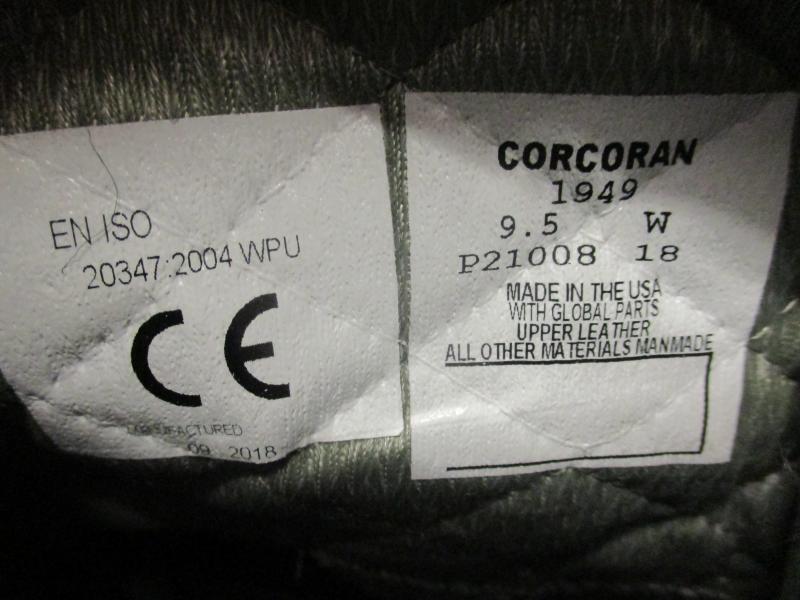 EN ISO
20347:2004 WPU
CE
MANUFACTURED
09 2018
CORCORAN
1949
9.5 W
P21008 18
MADE IN THE USA
WITH GLOBAL PARTS
UPPER LEATHER
ALL OTHER MATERIALS MANMADE